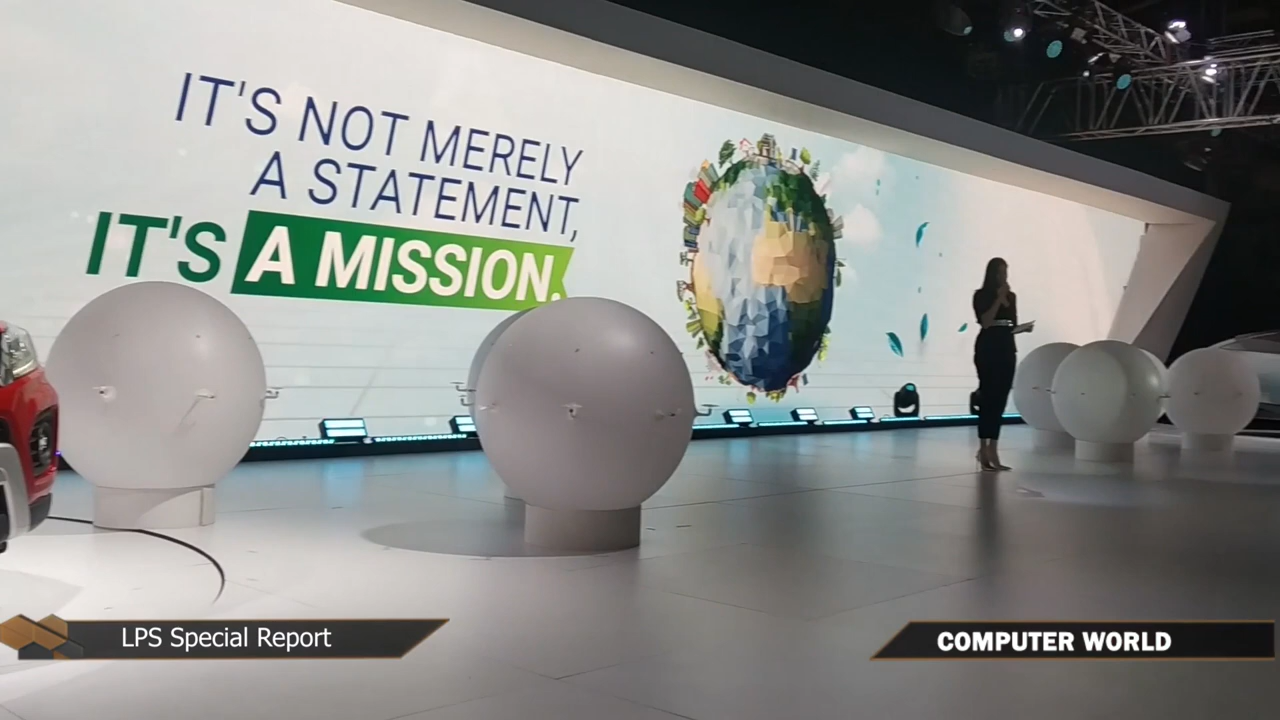 IT'S NOT MERELY
A STATEMENT,
IT'S A MISSION.
LPS Special Report
COMPUTER WORLD